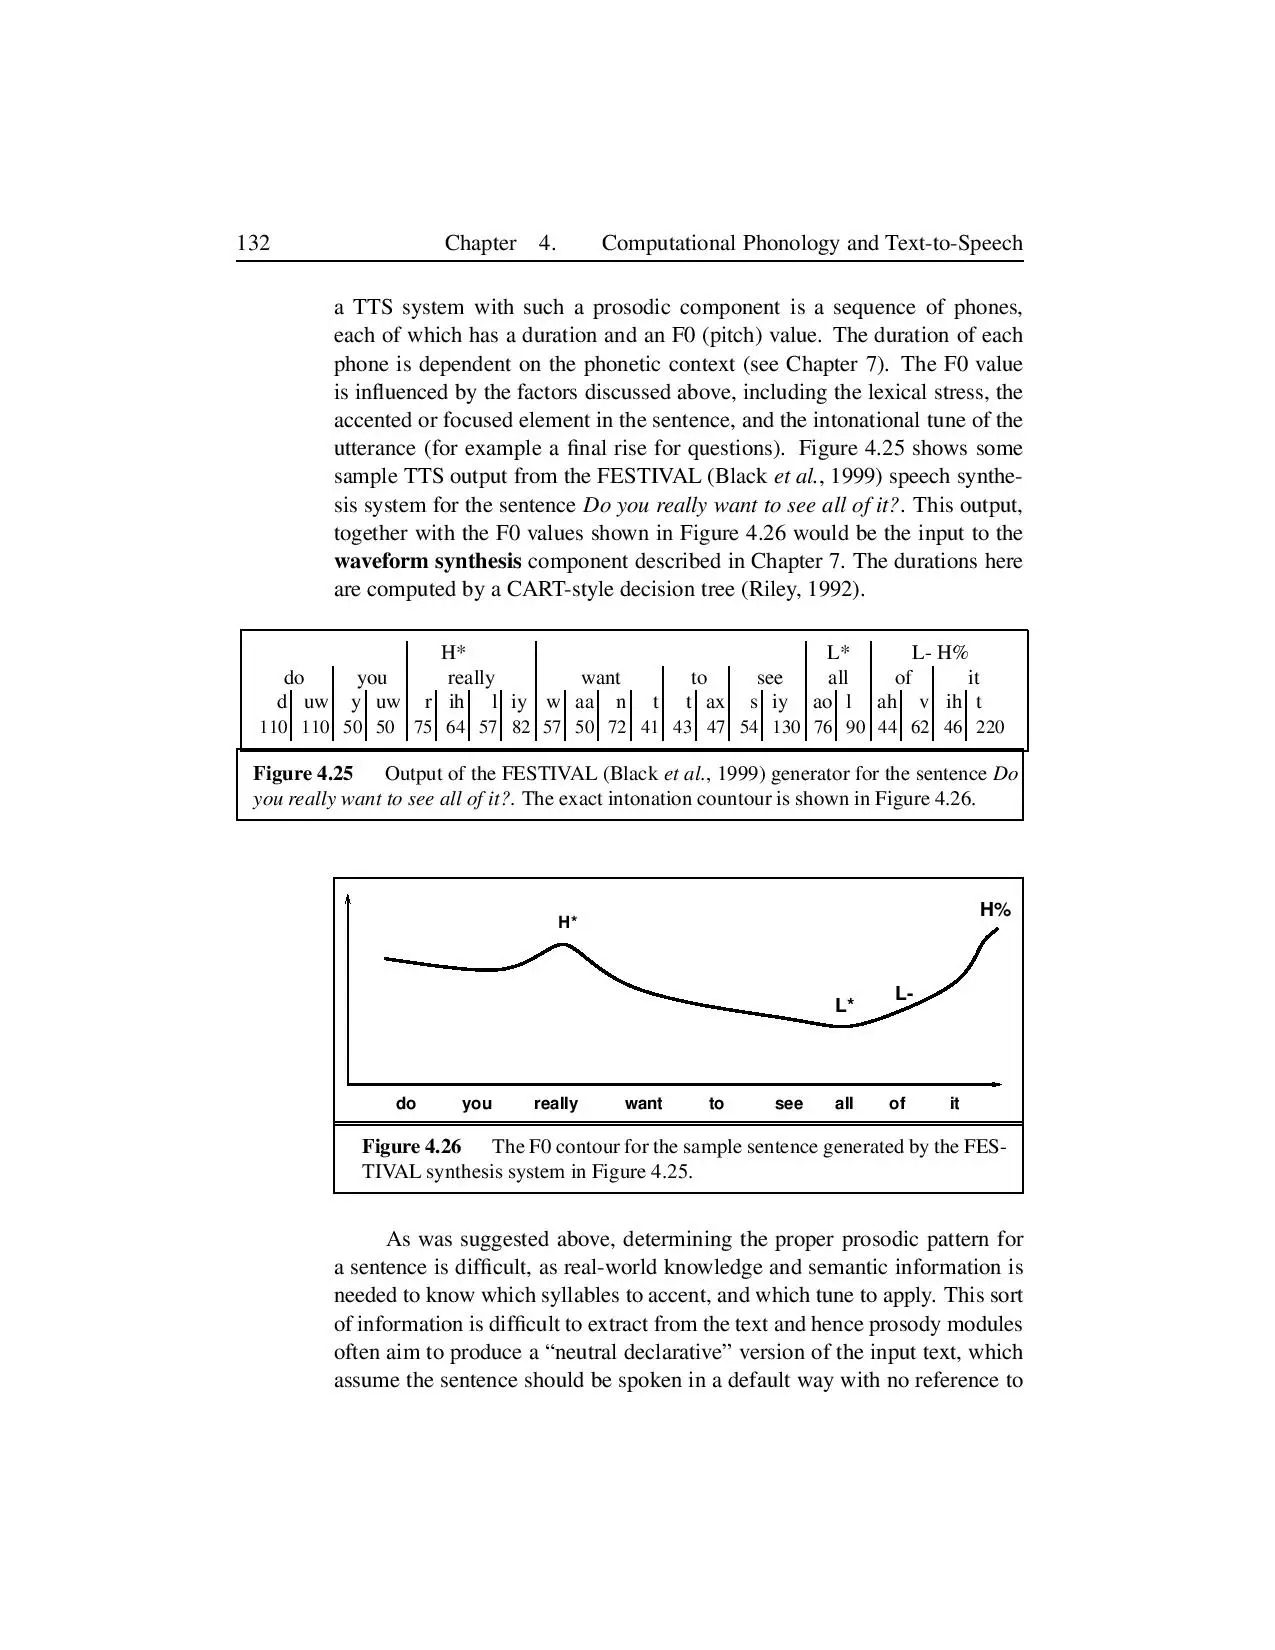 132 Chapter 4. Computational Phonology and Text-to-Speech
a TTS system with such a prosodic component is a sequence of phones,
each of which has a duration and an F0 (pitch) value. The duration of each
phone is dependent on the phonetic context (see Chapter 7). The F0 value
is influenced by the factors discussed above, including the lexical stress, the
accented or focused element in the sentence, and the intonational tune of the
utterance (for example a final rise for questions). Figure 4.25 shows some
sample TTS output from the FESTIVAL (Black et al., 1999) speech synthe-
sis system for the sentence Do you really want to see all of it?. This output,
together with the F0 values shown in Figure 4.26 would be the input to the
waveform synthesis component described in Chapter 7. The durations here
are computed by a CART-style decision tree (Riley, 1992).
H* L* L- H%
do you really want to see all of it
d uw y uw r ih l iy w aa n t t ax s iy ao l ah v ih t
110 110 50 50 75 64 57 82 57 50 72 41 43 47 54 130 76 90 44 62 46 220
Figure 4.25 Output of the FESTIVAL (Black et al., 1999) generator for the sentence Do
you really want to see all of it?. The exact intonation countour is shown in Figure 4.26.
H%
H*
L-
L*
do you really want to see all of it
Figure 4.26 The F0 contour for the sample sentence generated by the FES-
TIVAL synthesis system in Figure 4.25.
As was suggested above, determining the proper prosodic pattern for
a sentence is difficult, as real-world knowledge and semantic information is
needed to know which syllables to accent, and which tune to apply. This sort
of information is difficult to extract from the text and hence prosody modules
often aim to produce a “neutral declarative” version of the input text, which
assume the sentence should be spoken in a default way with no reference to